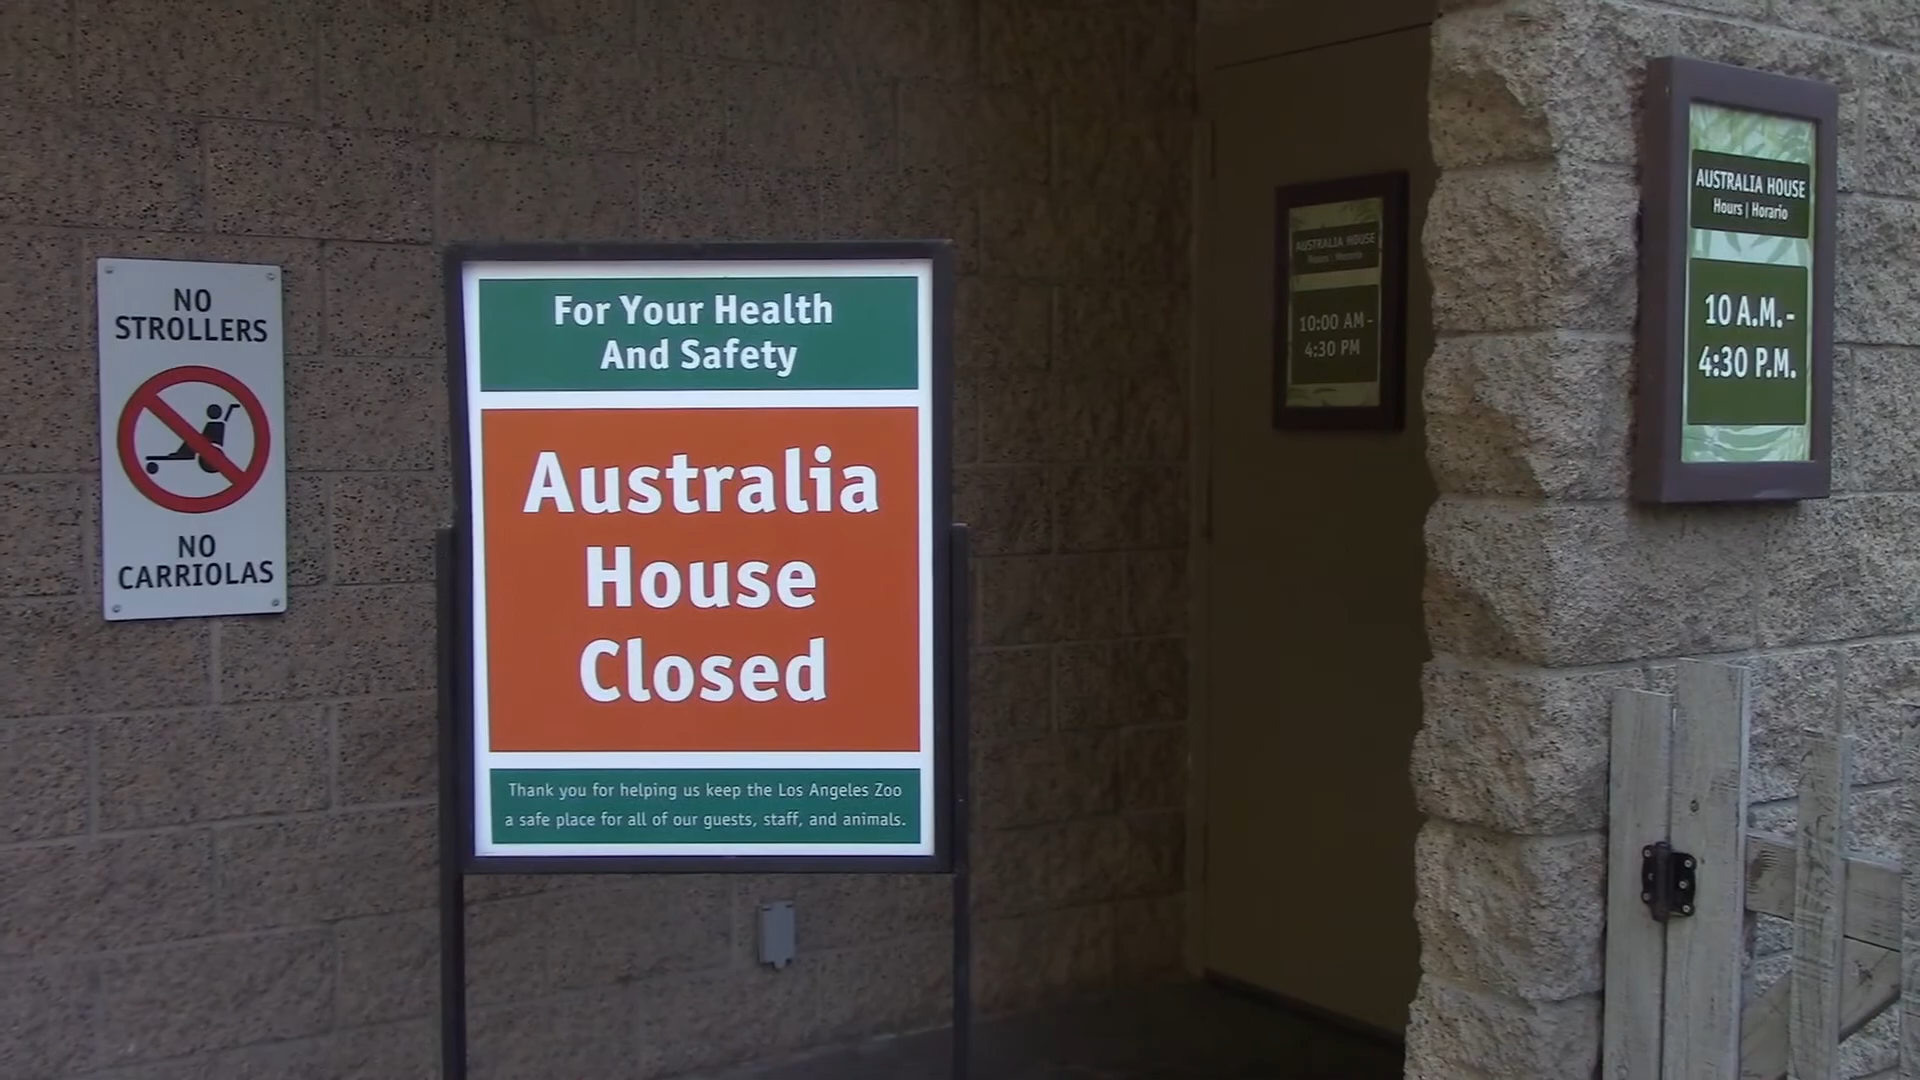 NO
STROLLERS
NO
CARRIOLAS
For Your Health
And Safety
Australia
House
Closed
Thank you for helping us keep the Los Angeles Zoo
a safe place for all of our guests, staff, and animals.
AUSTRALIA HOUSE
Hours | Horario
10:00 AM-
4:30 PM
AUSTRALIA HOUSE
Hours | Horario
10 A.M.-
4:30 P.M.